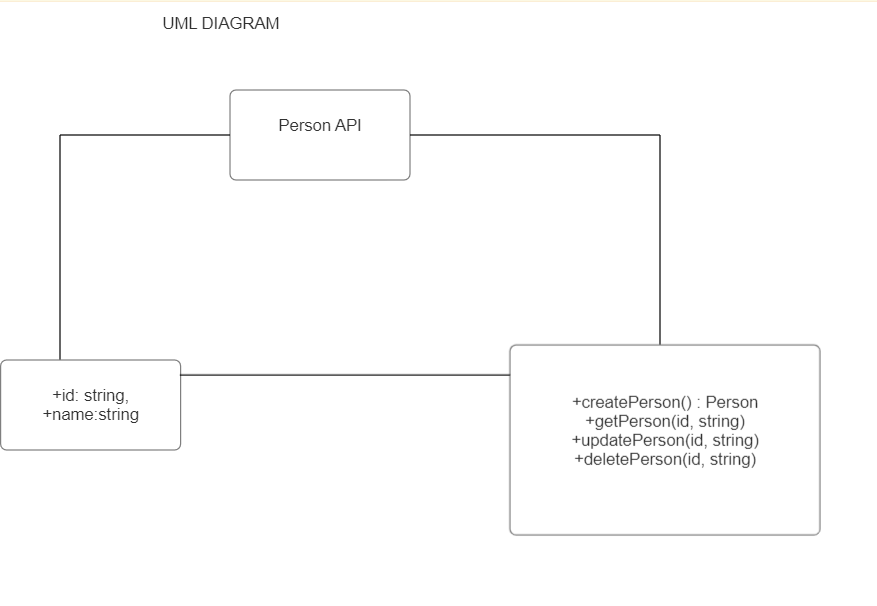 UML DIAGRAM
Person API
+id: string,
+name:string
+createPerson() : Person
+getPerson(id, string)
+updatePerson(id, string)
+deletePerson(id, string)